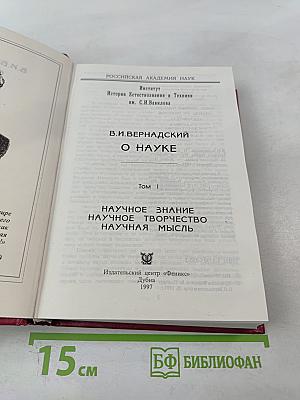 РОССИЙСКАЯ АКАДЕМИЯ НАУК
Институт
Истории Естествознания и Техники
им. С.И.Вавилова
В.И.ВЕРНАДСКИЙ
О НАУКЕ
Том I
НАУЧНОЕ ЗНАНИЕ
НАУЧНОЕ ТВОРЧЕСТВО
НАУЧНАЯ МЫСЛЬ
Издательский центр «Феникс»
Дубна
1997
15 см
БФ БИБЛИОФАН